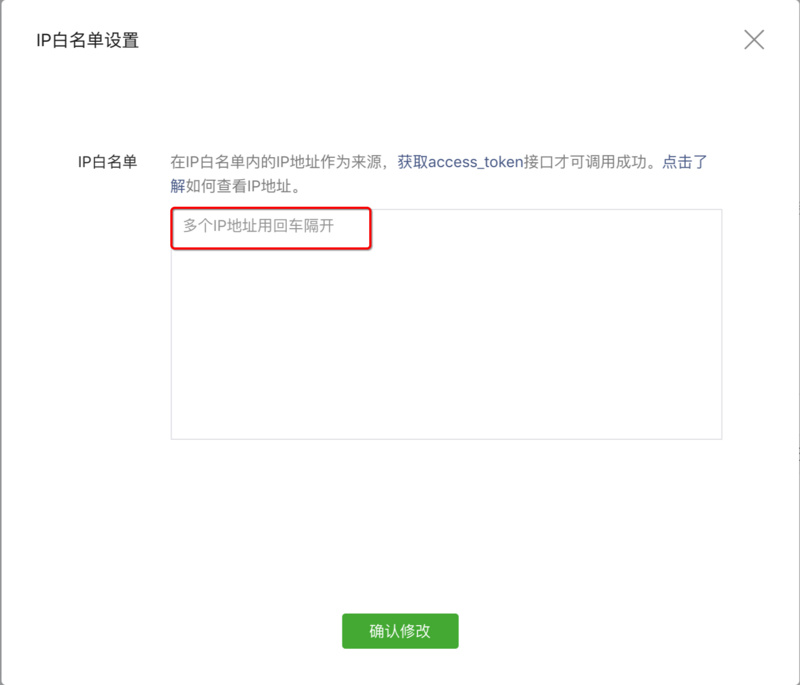 IP白名单设置
IP白名单
在IP白名单内的IP地址作为来源，获取access_token接口才可调用成功。点击了
解如何查看IP地址。
多个IP地址用回车隔开
确认修改